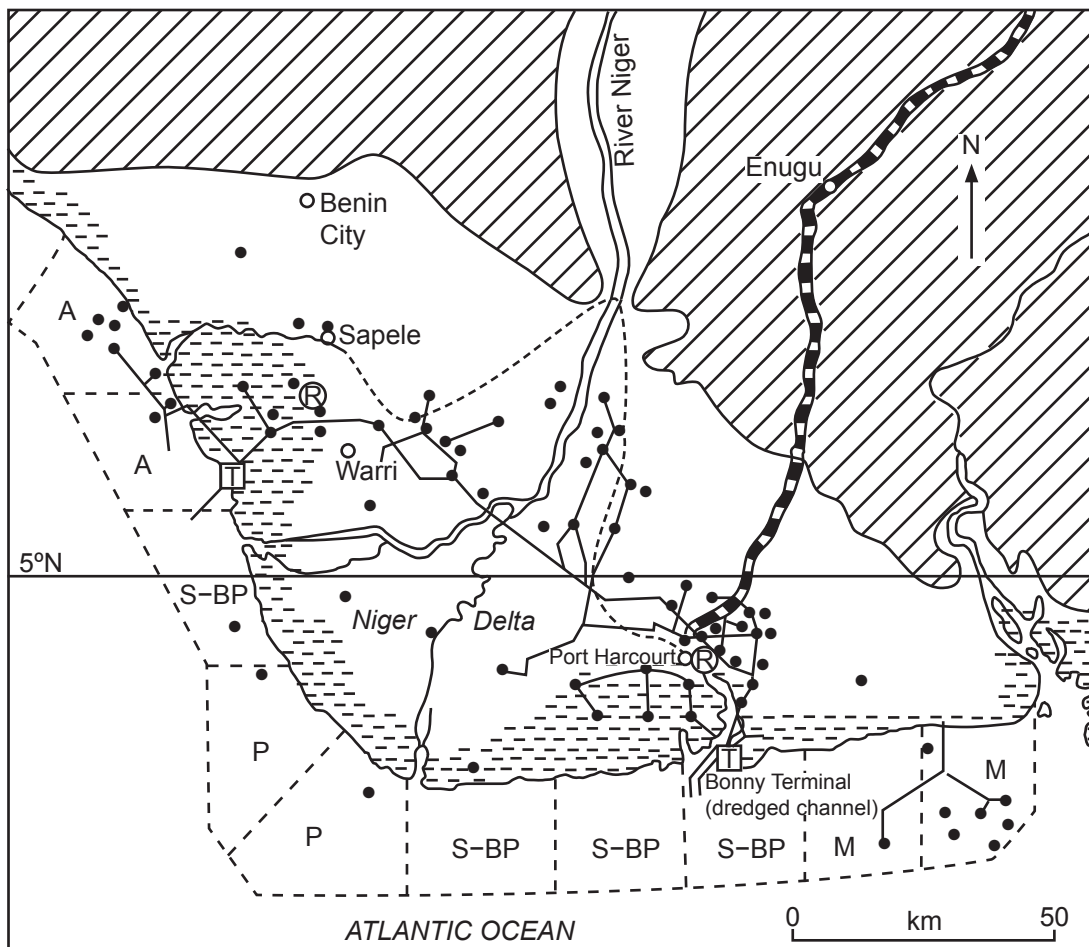 River Niger
Enugu
N
Benin
City
A
Sapele
R
A
T
Warri
5ºN
S–BP
Niger Delta
Port Harcourt
R
P
T
Bonny Terminal
(dredged channel)
M
P
S–BP
S–BP
S–BP
M
0 km 50
ATLANTIC OCEAN